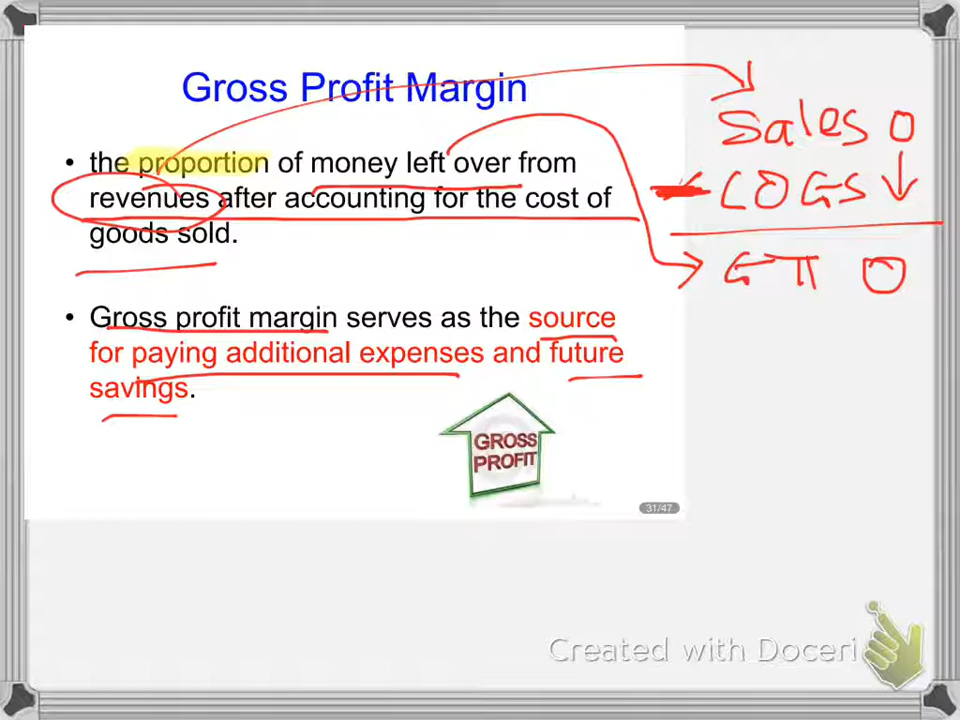 Gross Profit Margin
• the proportion of money left over from
revenues after accounting for the cost of
goods sold.
• Gross profit margin serves as the source
for paying additional expenses and future
savings.
GROSS
PROFIT
31/47
Sales 0
- COGS ↓
Gπ 0
Created with Doceri